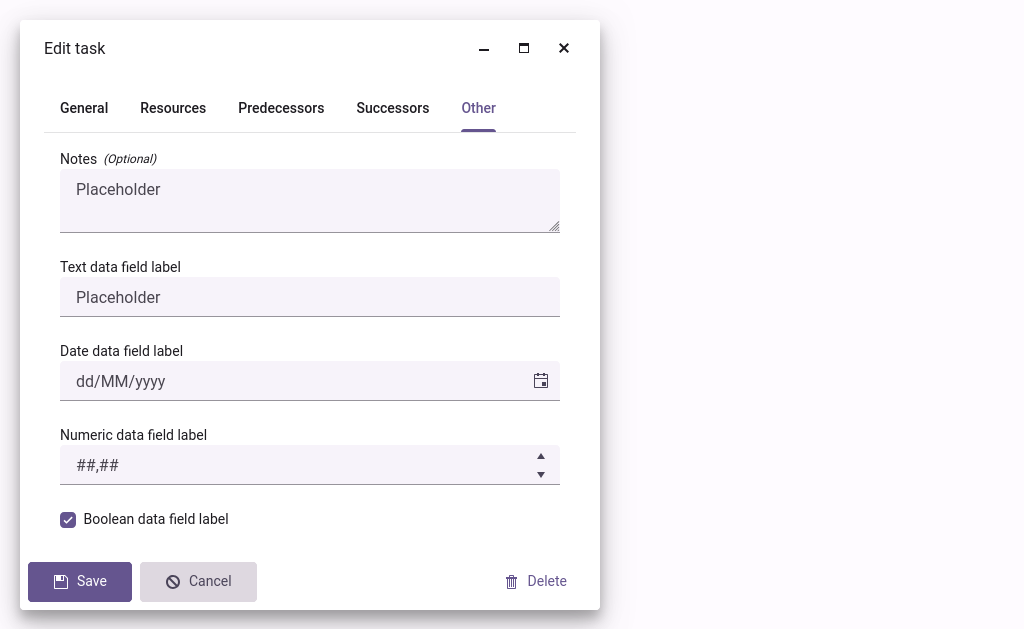 Edit task
General Resources Predecessors Successors Other
Notes (Optional)
Placeholder
Text data field label
Placeholder
Date data field label
dd/MM/yyyy
Numeric data field label
##,##
Boolean data field label
Save Cancel Delete